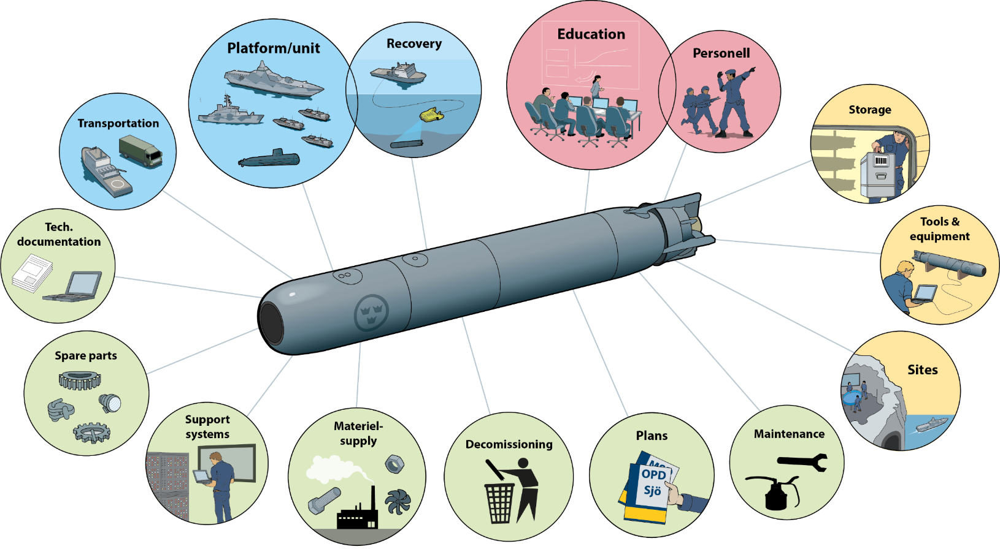 Education
Platform/unit
Recovery
Personell
Storage
Transportation
Tools &
equipment
Tech.
documentation
Spare parts
Sites
Support
systems
Materiel-
supply
Decomissioning
Plans
OPD
Sjö
Maintenance